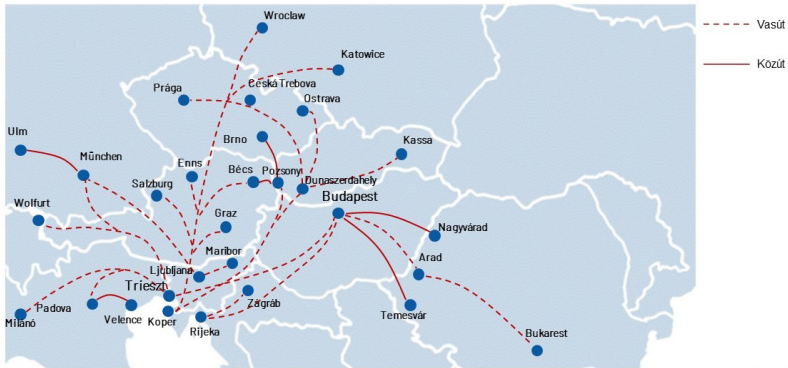 Wroclaw
Vasút
Katowice
Közút
Prága
Česká Trebova
Ostrava
Ulm
Brno
Kassa
München
Enns
Bécs
Pozsony
Dunaszerdahely
Salzburg
Budapest
Wolfurt
Graz
Nagyvárad
Maribor
Arad
Ljubljana
Trieszt
Padova
Zágráb
Milánó
Velence
Koper
Rijeka
Temesvár
Bukarest